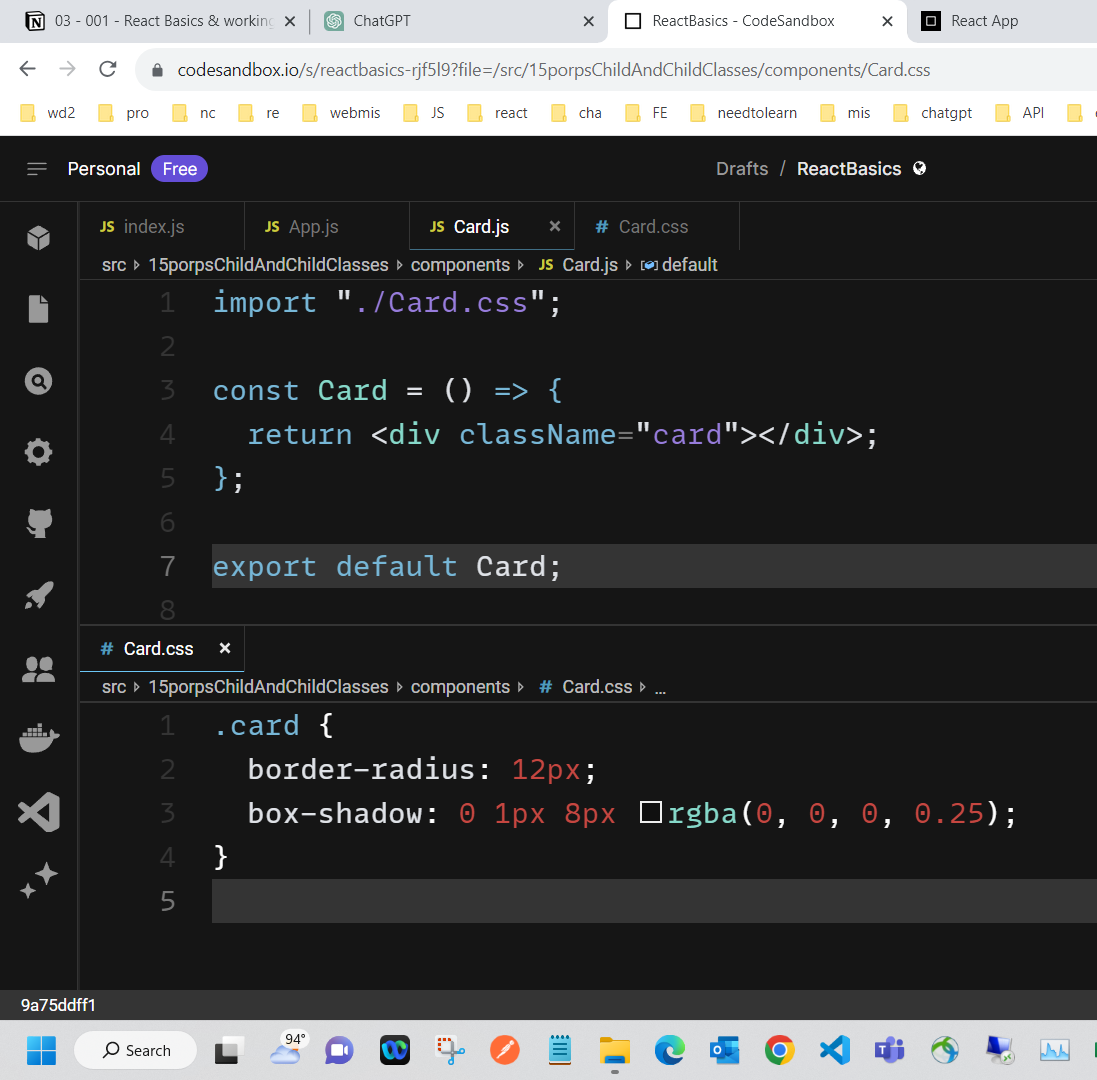 03 - 001 - React Basics & working
ChatGPT
ReactBasics - CodeSandbox
React App
codesandbox.io/s/reactbasics-rjf5l9?file=/src/15porpsChildAndChildClasses/components/Card.css
wd2 pro nc re webmis JS react cha FE needtolearn mis chatgpt API
Personal Free Drafts / ReactBasics
JS index.js JS App.js JS Card.js # Card.css
src 15porpsChildAndChildClasses components JS Card.js default
1 import "./Card.css";
2
3 const Card = () => {
4 return <div className="card"></div>;
5 };
6
7 export default Card;
8
# Card.css
src 15porpsChildAndChildClasses components # Card.css ...
1 .card {
2 border-radius: 12px;
3 box-shadow: 0 1px 8px rgba(0, 0, 0, 0.25);
4 }
5
9a75ddff1
Search 94°